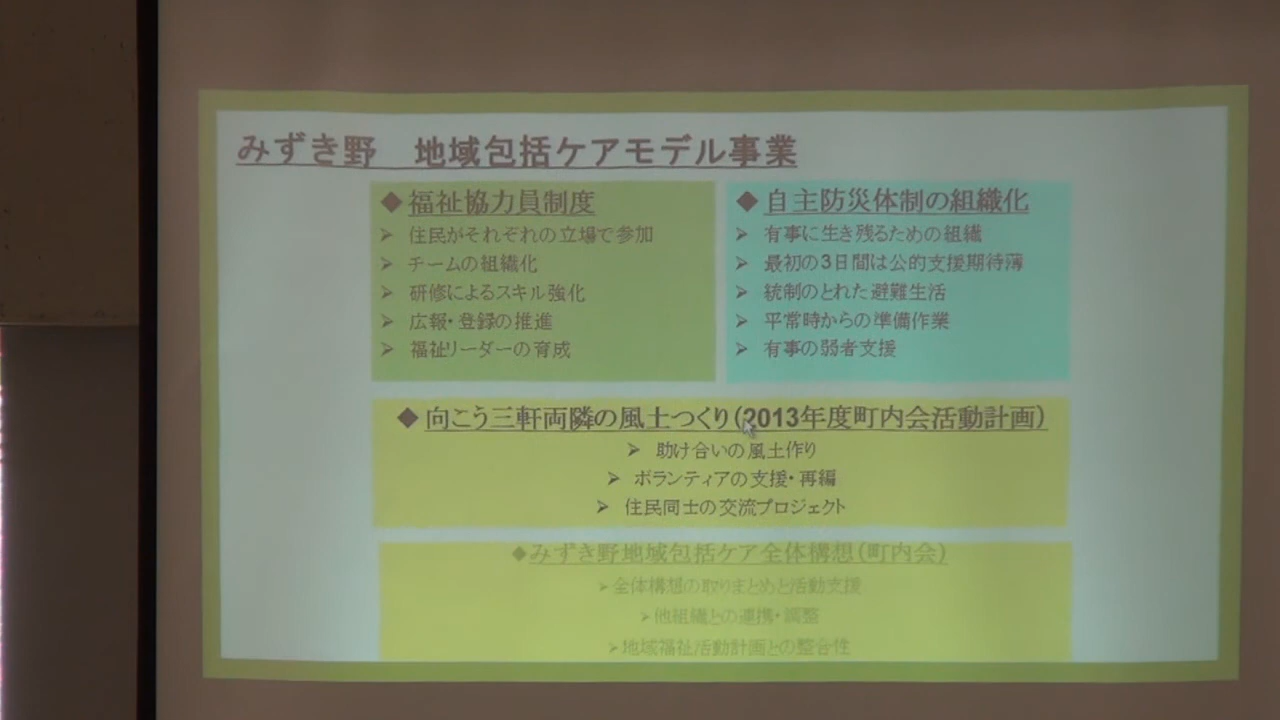 みずき野　地域包括ケアモデル事業
◆福祉協力員制度
➢ 住民がそれぞれの立場で参加
➢ チームの組織化
➢ 研修によるスキル強化
➢ 広報・登録の推進
➢ 福祉リーダーの育成
◆自主防災体制の組織化
➢ 有事に生き残るための組織
➢ 最初の3日間は公的支援期待薄
➢ 統制のとれた避難生活
➢ 平常時からの準備作業
➢ 有事の弱者支援
◆向こう三軒両隣の風土つくり(2013年度町内会活動計画)
➢ 助け合いの風土作り
➢ ボランティアの支援・再編
➢ 住民同士の交流プロジェクト
◆みずき野地域包括ケア全体構想(町内会)
➢全体構想の取りまとめと活動支援
➢他組織との連携・調整
➢地域福祉活動計画との整合性